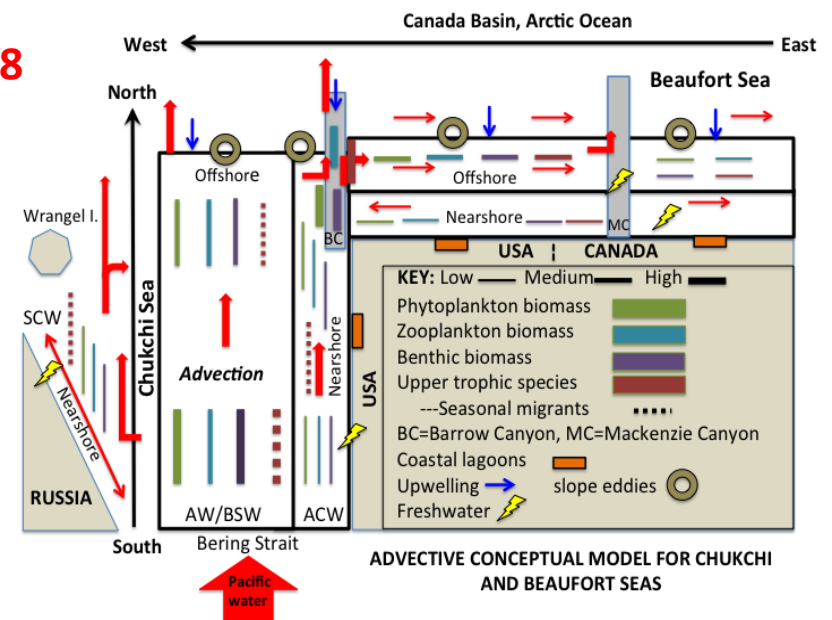 Canada Basin, Arctic Ocean
West
East
8
North
Beaufort Sea
Offshore
Offshore
Wrangel I.
Nearshore
MC
BC
USA ¦ CANADA
KEY: Low Medium High
SCW
Chukchi Sea
Phytoplankton biomass
Zooplankton biomass
Nearshore
Benthic biomass
Advection
USA
Upper trophic species
Nearshore
---Seasonal migrants
BC=Barrow Canyon, MC=Mackenzie Canyon
Coastal lagoons
RUSSIA
Upwelling slope eddies
AW/BSW
ACW
Freshwater
South
Bering Strait
ADVECTIVE CONCEPTUAL MODEL FOR CHUKCHI
AND BEAUFORT SEAS
Pacific
water